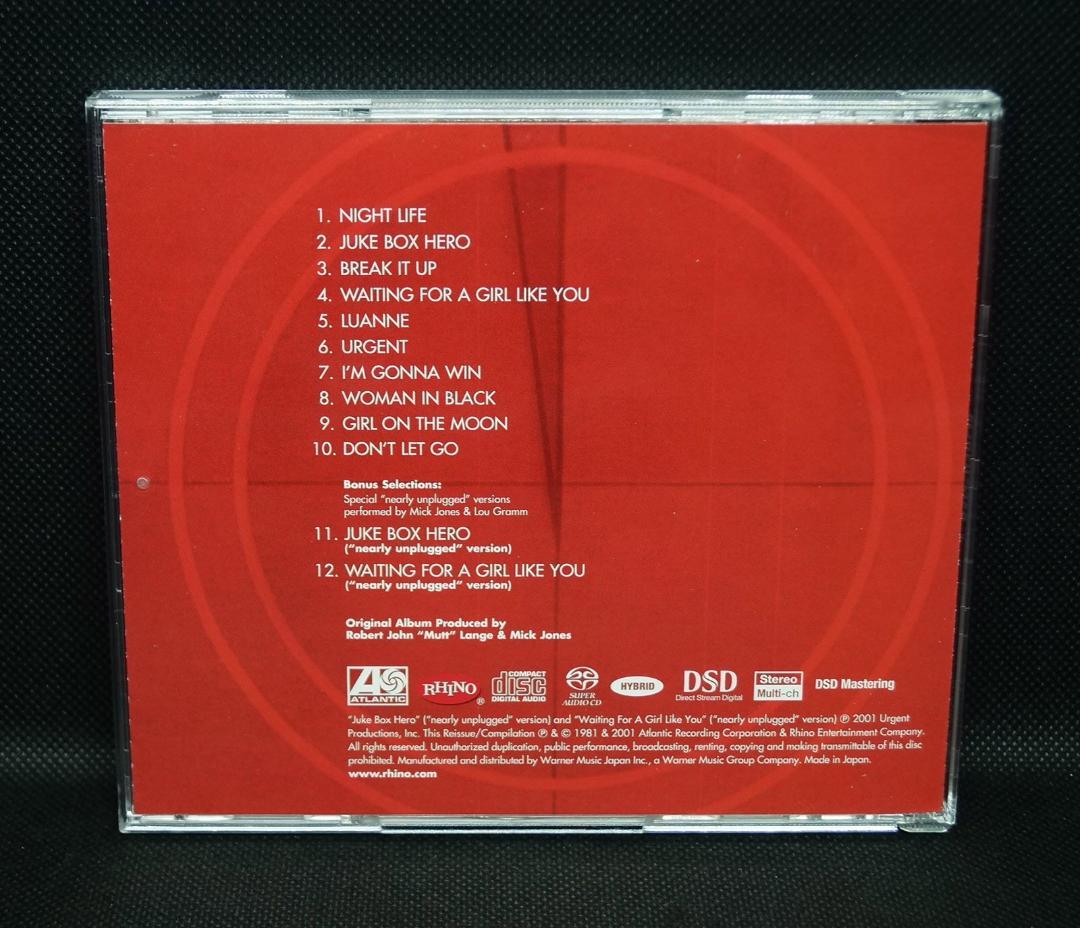 1. NIGHT LIFE
2. JUKE BOX HERO
3. BREAK IT UP
4. WAITING FOR A GIRL LIKE YOU
5. LUANNE
6. URGENT
7. I'M GONNA WIN
8. WOMAN IN BLACK
9. GIRL ON THE MOON
10. DON'T LET GO
Bonus Selections:
Special "nearly unplugged" versions
performed by Mick Jones & Lou Gramm
11. JUKE BOX HERO
("nearly unplugged" version)
12. WAITING FOR A GIRL LIKE YOU
("nearly unplugged" version)
Original Album Produced by
Robert John "Mutt" Lange & Mick Jones
ATLANTIC
RHINO®
COMPACT disc DIGITAL AUDIO
SUPER AUDIO CD
HYBRID
DSD Direct Stream Digital
Stereo Multi-ch
DSD Mastering
"Juke Box Hero" ("nearly unplugged" version) and "Waiting For A Girl Like You" ("nearly unplugged" version) ℗ 2001 Urgent
Productions, Inc. This Reissue/Compilation ℗ & © 1981 & 2001 Atlantic Recording Corporation & Rhino Entertainment Company.
All rights reserved. Unauthorized duplication, public performance, broadcasting, renting, copying and making transmittable of this disc
prohibited. Manufactured and distributed by Warner Music Japan Inc., a Warner Music Group Company. Made in Japan.
www.rhino.com